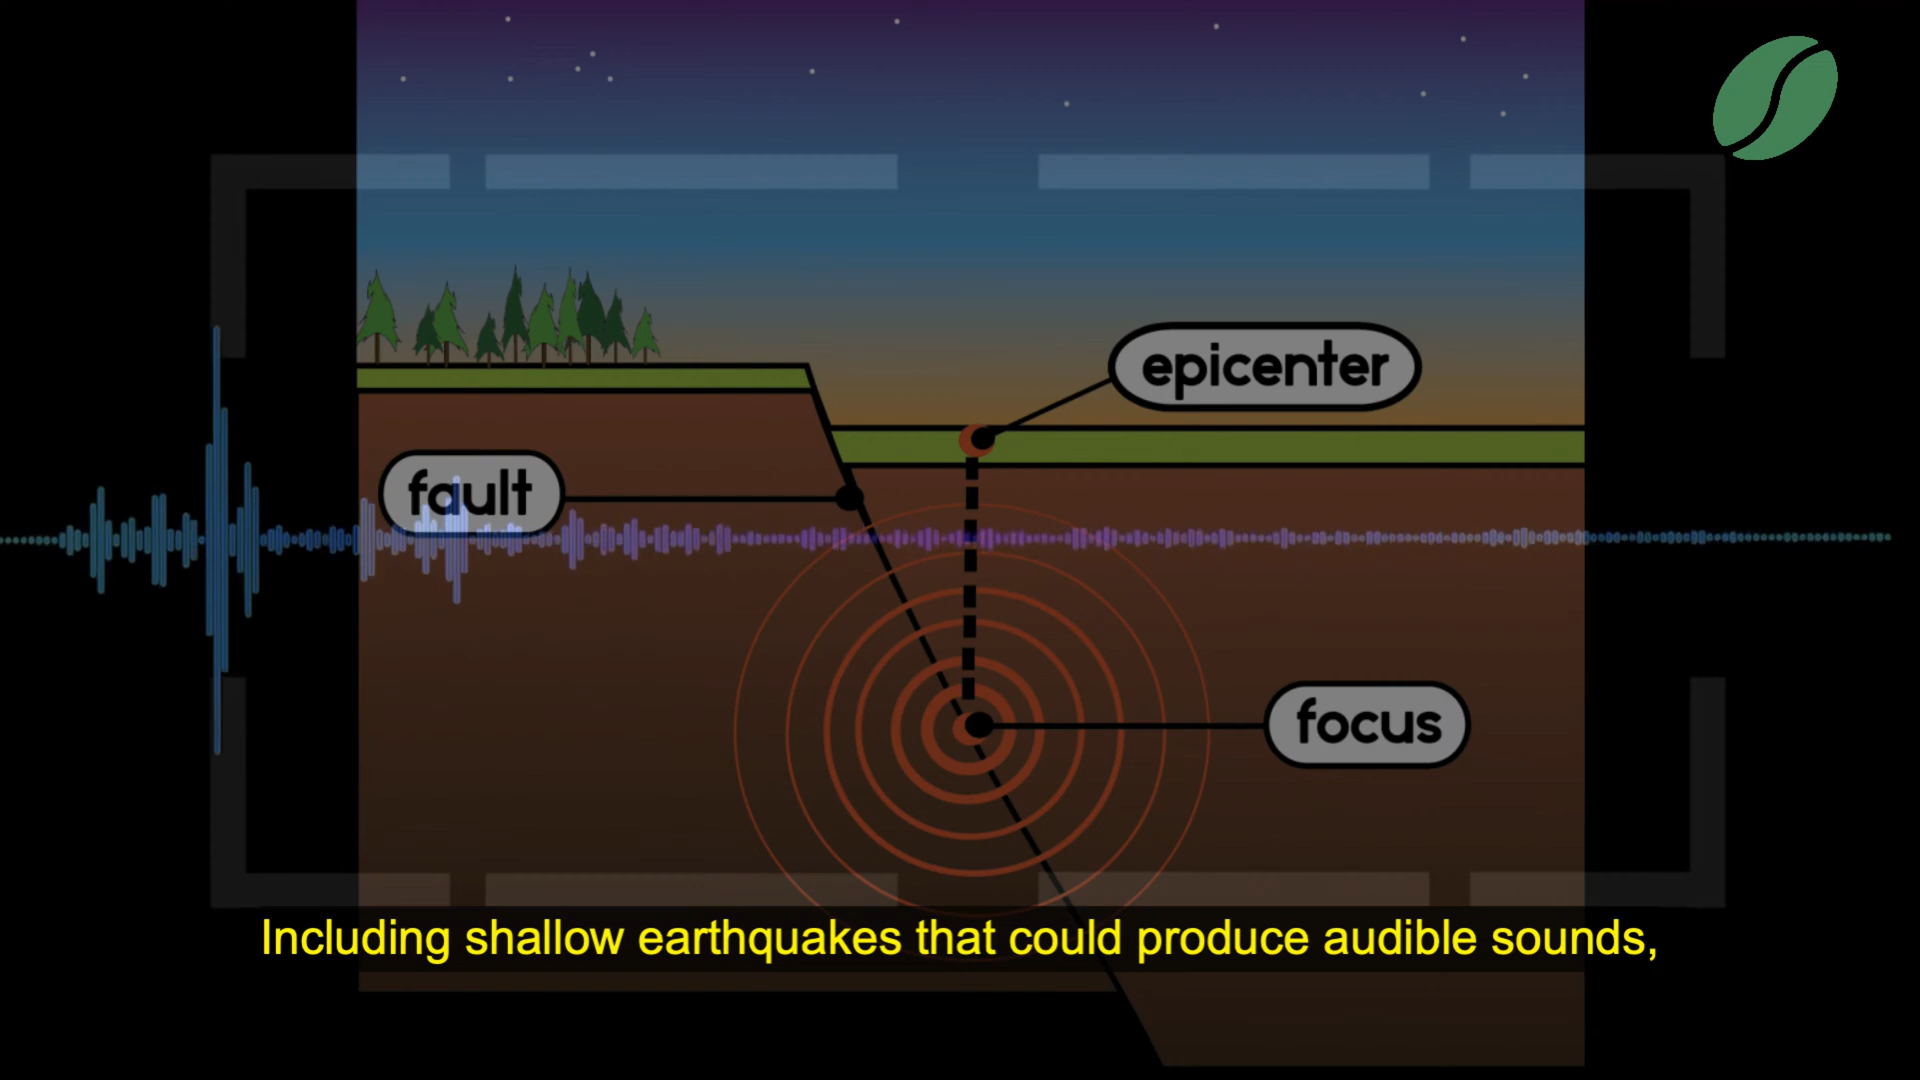 epicenter
fault
focus
Including shallow earthquakes that could produce audible sounds,